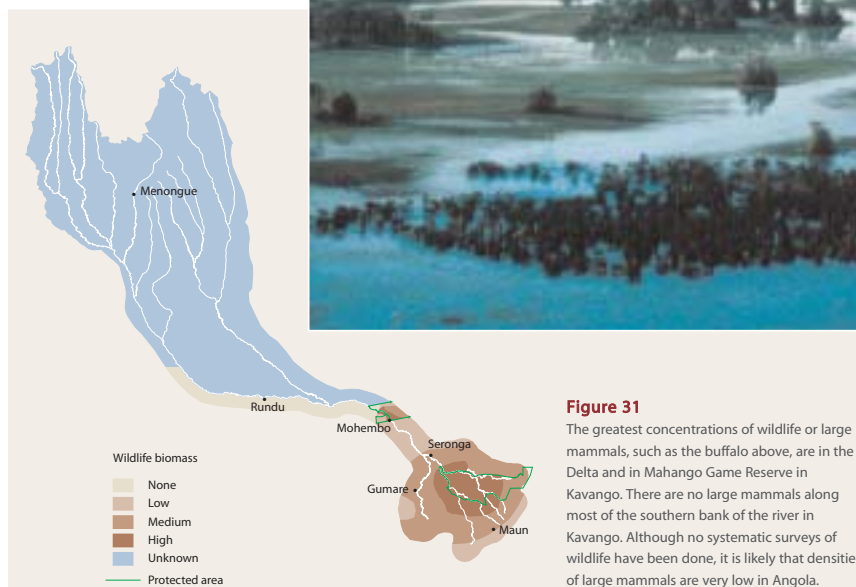 Menongue
Rundu
Mohembo
Seronga
Gumare
Maun
Wildlife biomass
None
Low
Medium
High
Unknown
Protected area
Figure 31
The greatest concentrations of wildlife or large
mammals, such as the buffalo above, are in the
Delta and in Mahango Game Reserve in
Kavango. There are no large mammals along
most of the southern bank of the river in
Kavango. Although no systematic surveys of
wildlife have been done, it is likely that densitie
of large mammals are very low in Angola.